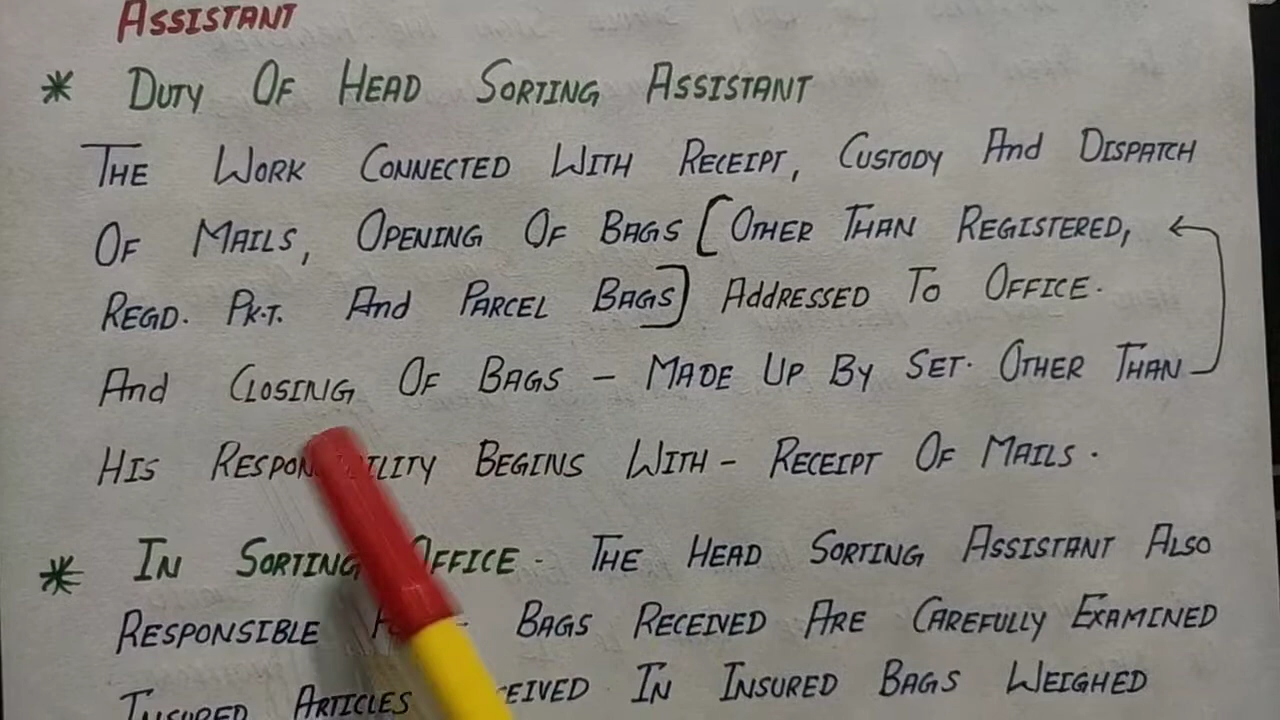 ASSISTANT
* DUTY OF HEAD SORTING ASSISTANT
THE WORK CONNECTED WITH RECEIPT, CUSTODY And DISPATCH
OF MAILS, OPENING OF BAGS [OTHER THAN REGISTERED,
REGD. PK.T. And PARCEL BAGS] AddRESSED TO OFFICE.
And CLOSING OF BAGS - MADE UP BY SET. OTHER THAN
HIS RESPONSIBILITY BEGINS WITH - RECEIPT OF MAILS.
* IN SORTING OFFICE - THE HEAD SORTING ASSISTANT ALSO
RESPONSIBLE BAGS RECEIVED ARE CAREFULLY EXAMINED
INSURED ARTICLES RECEIVED IN INSURED BAGS WEIGHED